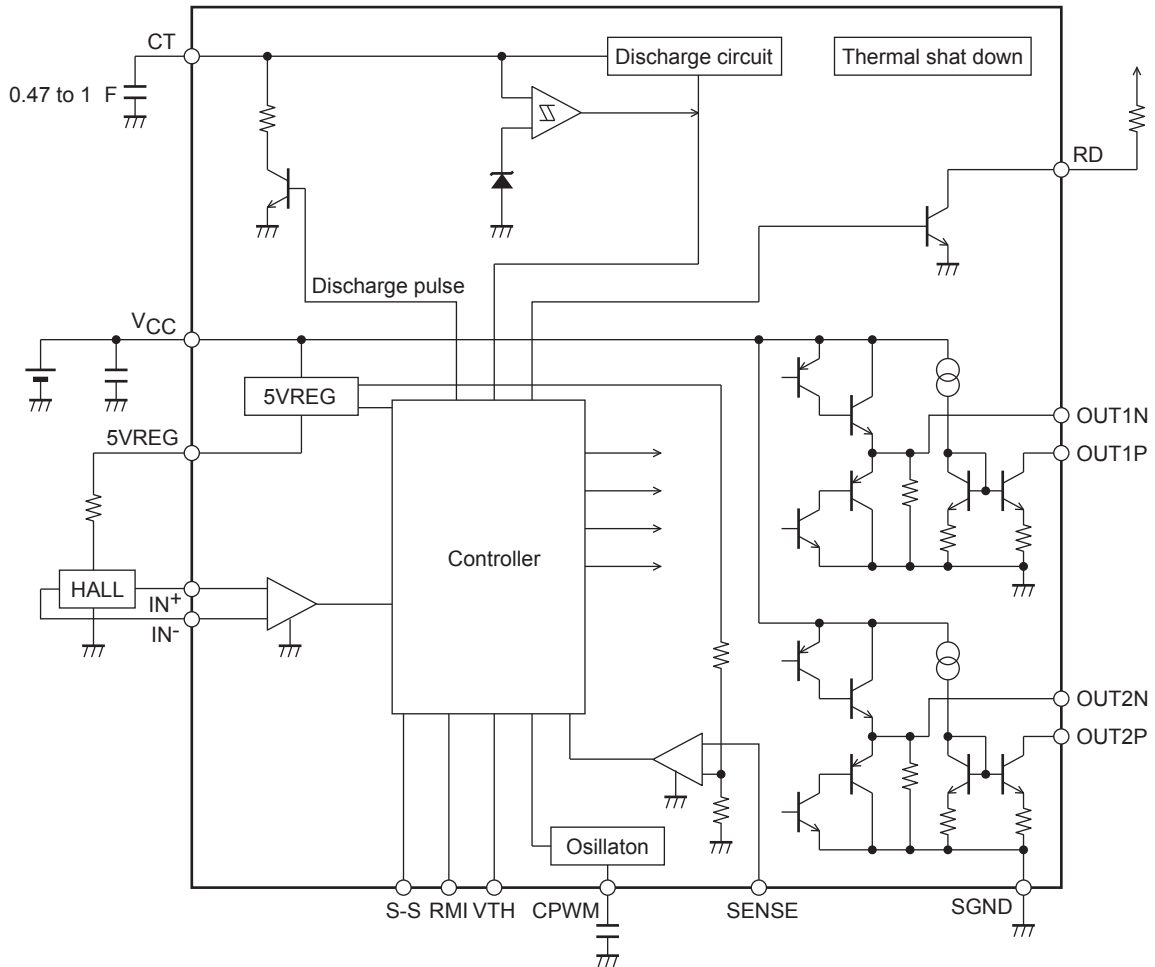 CT
Discharge circuit
Thermal shat down
0.47 to 1 F
RD
Discharge pulse
VCC
5VREG
OUT1N
5VREG
OUT1P
Controller
HALL
IN+
IN-
OUT2N
OUT2P
Osillaton
S-S RMI VTH CPWM SENSE SGND